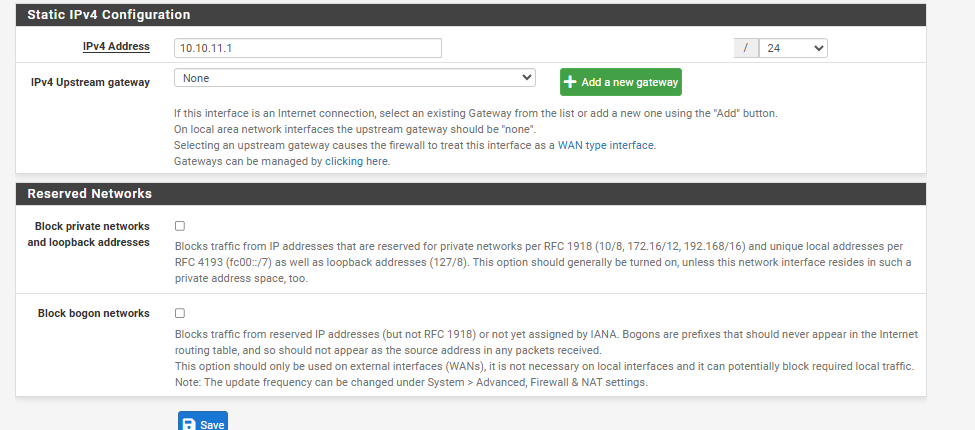 Static IPv4 Configuration
IPv4 Address
10.10.11.1
/ 24
IPv4 Upstream gateway
None
Add a new gateway
If this interface is an Internet connection, select an existing Gateway from the list or add a new one using the "Add" button.
On local area network interfaces the upstream gateway should be "none".
Selecting an upstream gateway causes the firewall to treat this interface as a WAN type interface.
Gateways can be managed by clicking here.
Reserved Networks
Block private networks
and loopback addresses
Blocks traffic from IP addresses that are reserved for private networks per RFC 1918 (10/8, 172.16/12, 192.168/16) and unique local addresses per
RFC 4193 (fc00::/7) as well as loopback addresses (127/8). This option should generally be turned on, unless this network interface resides in such a
private address space, too.
Block bogon networks
Blocks traffic from reserved IP addresses (but not RFC 1918) or not yet assigned by IANA. Bogons are prefixes that should never appear in the Internet
routing table, and so should not appear as the source address in any packets received.
This option should only be used on external interfaces (WANs), it is not necessary on local interfaces and it can potentially block required local traffic.
Note: The update frequency can be changed under System > Advanced, Firewall & NAT settings.
Save